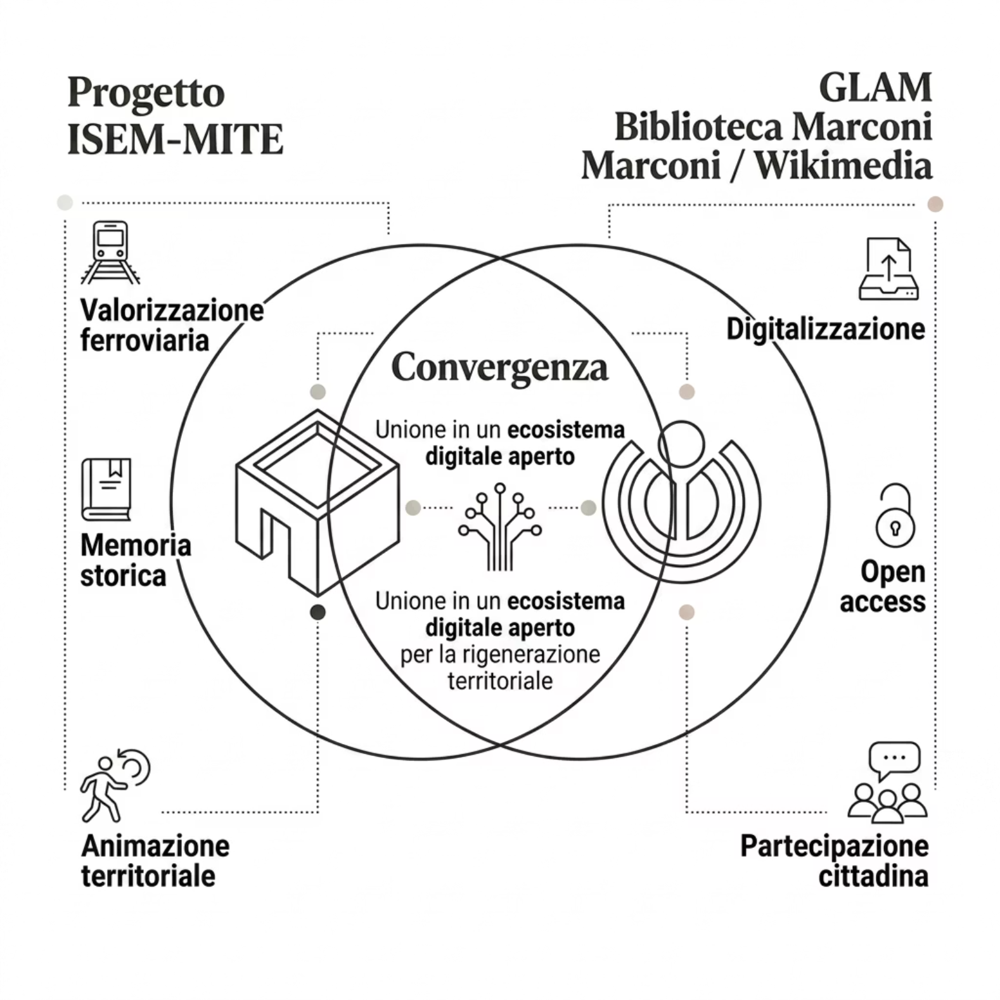 Progetto
ISEM-MITE
GLAM
Biblioteca Marconi
Marconi / Wikimedia
Valorizzazione
ferroviaria
Memoria
storica
Animazione
territoriale
Convergenza
Unione in un ecosistema
digitale aperto
Unione in un ecosistema
digitale aperto
per la rigenerazione
territoriale
Digitalizzazione
Open
access
Partecipazione
cittadina